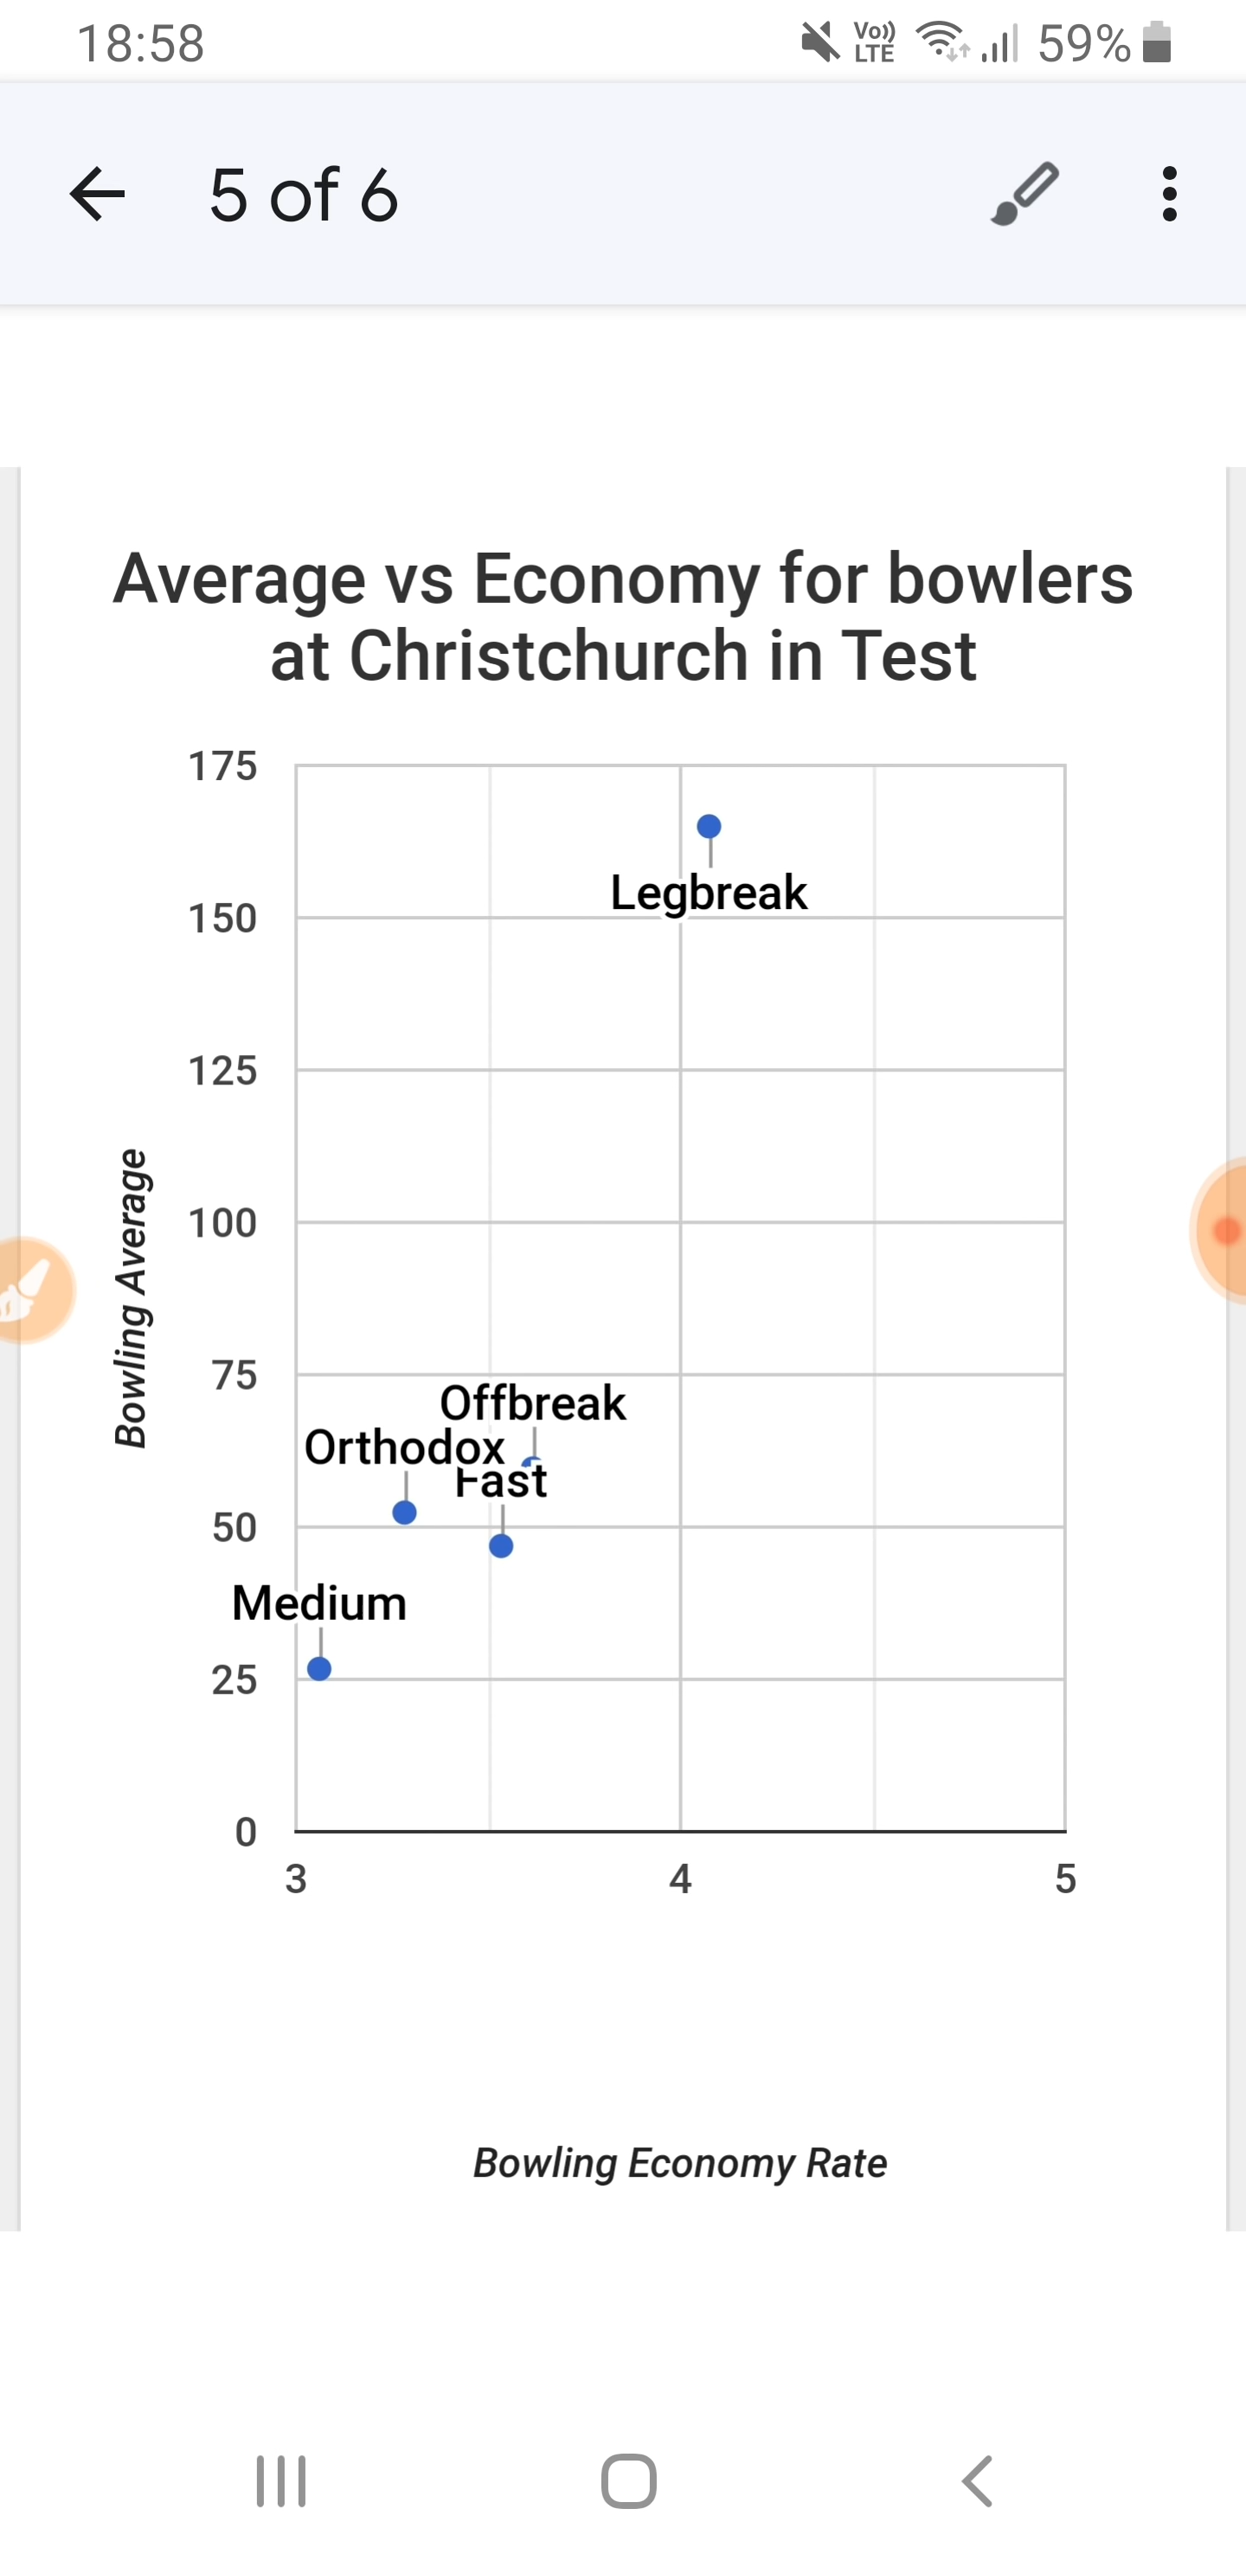 18:58
Vo)) LTE
59%
5 of 6
Average vs Economy for bowlers
at Christchurch in Test
175
Legbreak
150
125
100
Bowling Average
75
Offbreak
Orthodox
Fast
50
Medium
25
0
3 4 5
Bowling Economy Rate